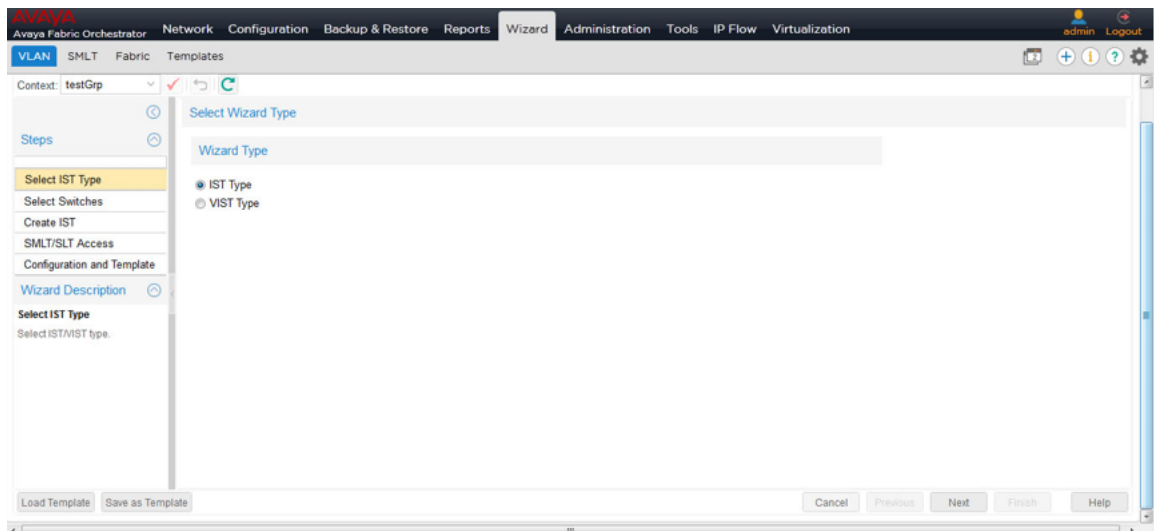 AVAYA
Avaya Fabric Orchestrator Network Configuration Backup & Restore Reports Wizard Administration Tools IP Flow Virtualization admin Logout
VLAN SMLT Fabric Templates
Context: testGrp
Select Wizard Type
Steps
Wizard Type
Select IST Type
IST Type
Select Switches
VIST Type
Create IST
SMLT/SLT Access
Configuration and Template
Wizard Description
Select IST Type
Select IST/VIST type.
Load Template Save as Template Cancel Previous Next Finish Help